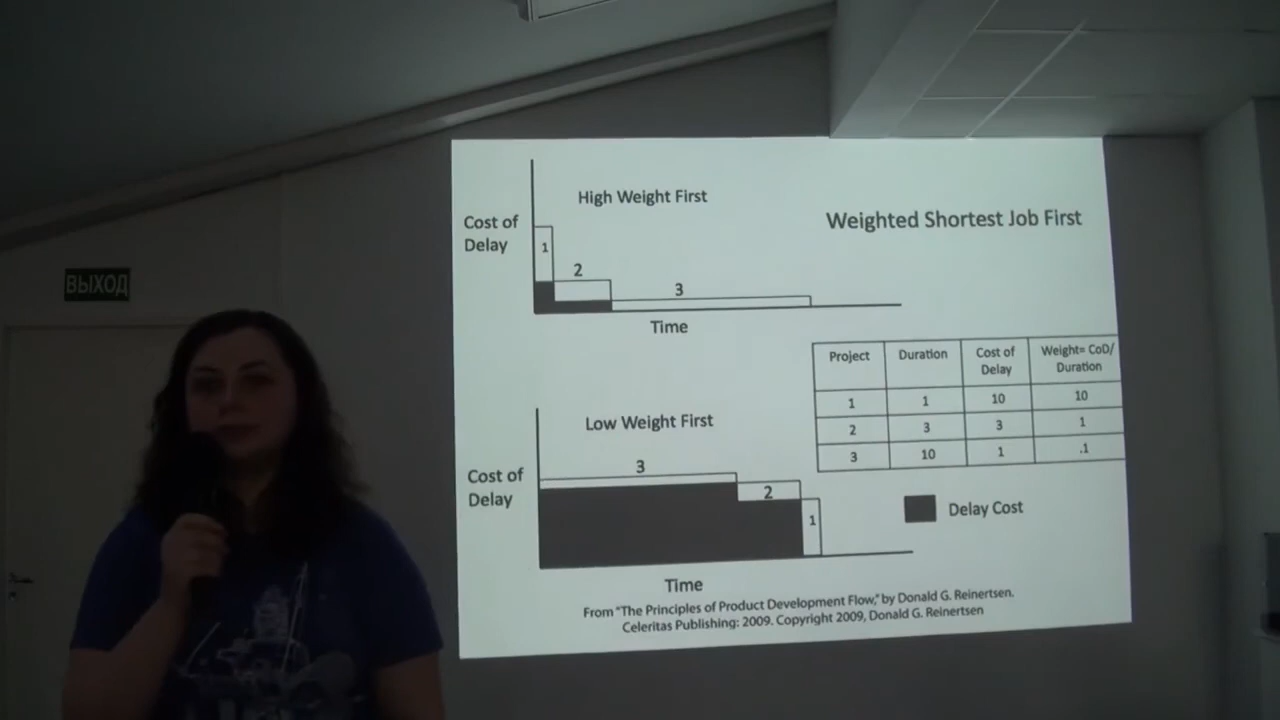 ВЫХОД
High Weight First
Weighted Shortest Job First
Cost of
Delay
1
2
3
Time
Project Duration Cost of Delay Weight= CoD/ Duration
1 1 10 10
2 3 3 1
3 10 1 .1
Low Weight First
Cost of
Delay
3
2
1
Delay Cost
Time
From "The Principles of Product Development Flow," by Donald G. Reinertsen.
Celeritas Publishing: 2009. Copyright 2009, Donald G. Reinertsen